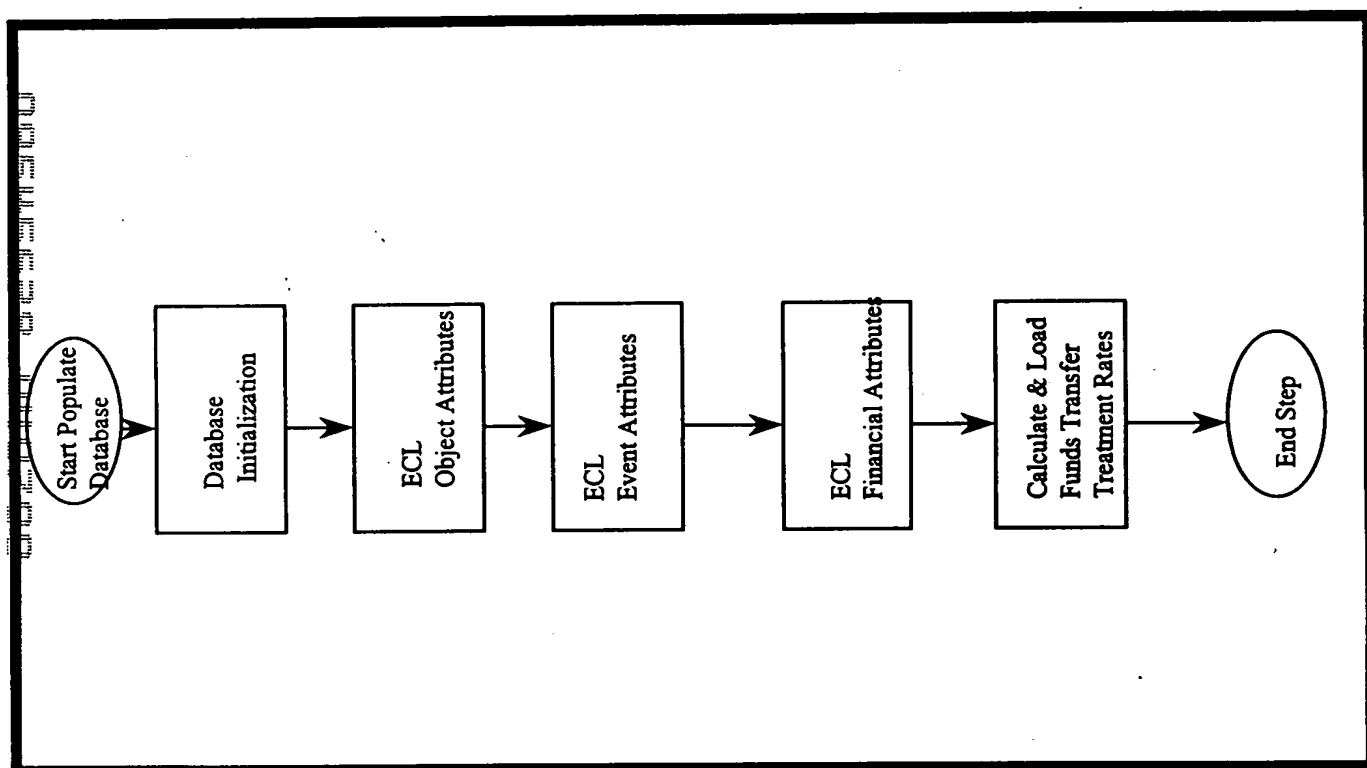 Start Populate
Database
Database
Initialization
ECL
Object Attributes
ECL
Event Attributes
ECL
Financial Attributes
Calculate & Load
Funds Transfer
Treatment Rates
End Step